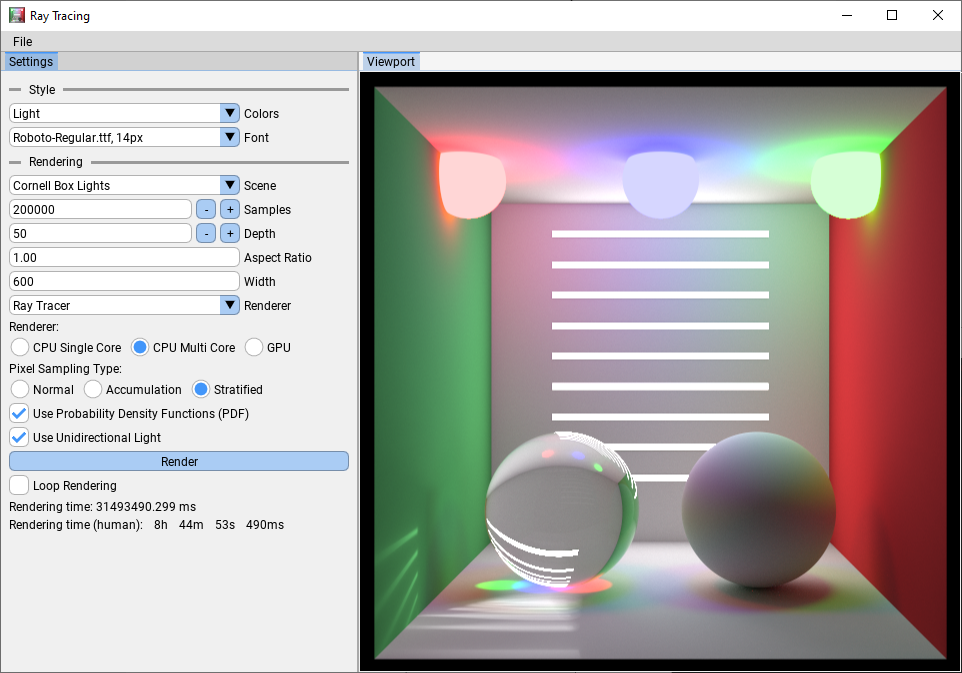 Ray Tracing
File
Settings
Viewport
Style
Light Colors
Roboto-Regular.ttf, 14px Font
Rendering
Cornell Box Lights Scene
200000 - + Samples
50 - + Depth
1.00 Aspect Ratio
600 Width
Ray Tracer Renderer
Renderer:
CPU Single Core CPU Multi Core GPU
Pixel Sampling Type:
Normal Accumulation Stratified
Use Probability Density Functions (PDF)
Use Unidirectional Light
Render
Loop Rendering
Rendering time: 31493490.299 ms
Rendering time (human): 8h 44m 53s 490ms